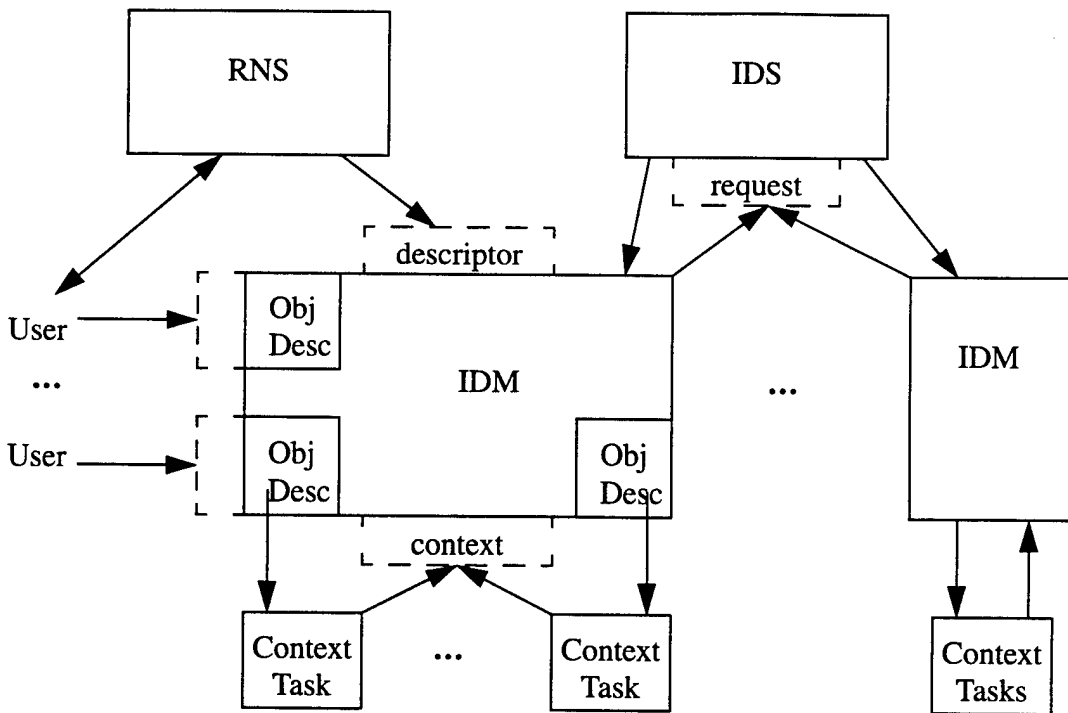 RNS
IDS
request
descriptor
User
Obj
Desc
IDM
IDM
...
...
User
Obj
Desc
Obj
Desc
context
Context
Task
...
Context
Task
Context
Tasks